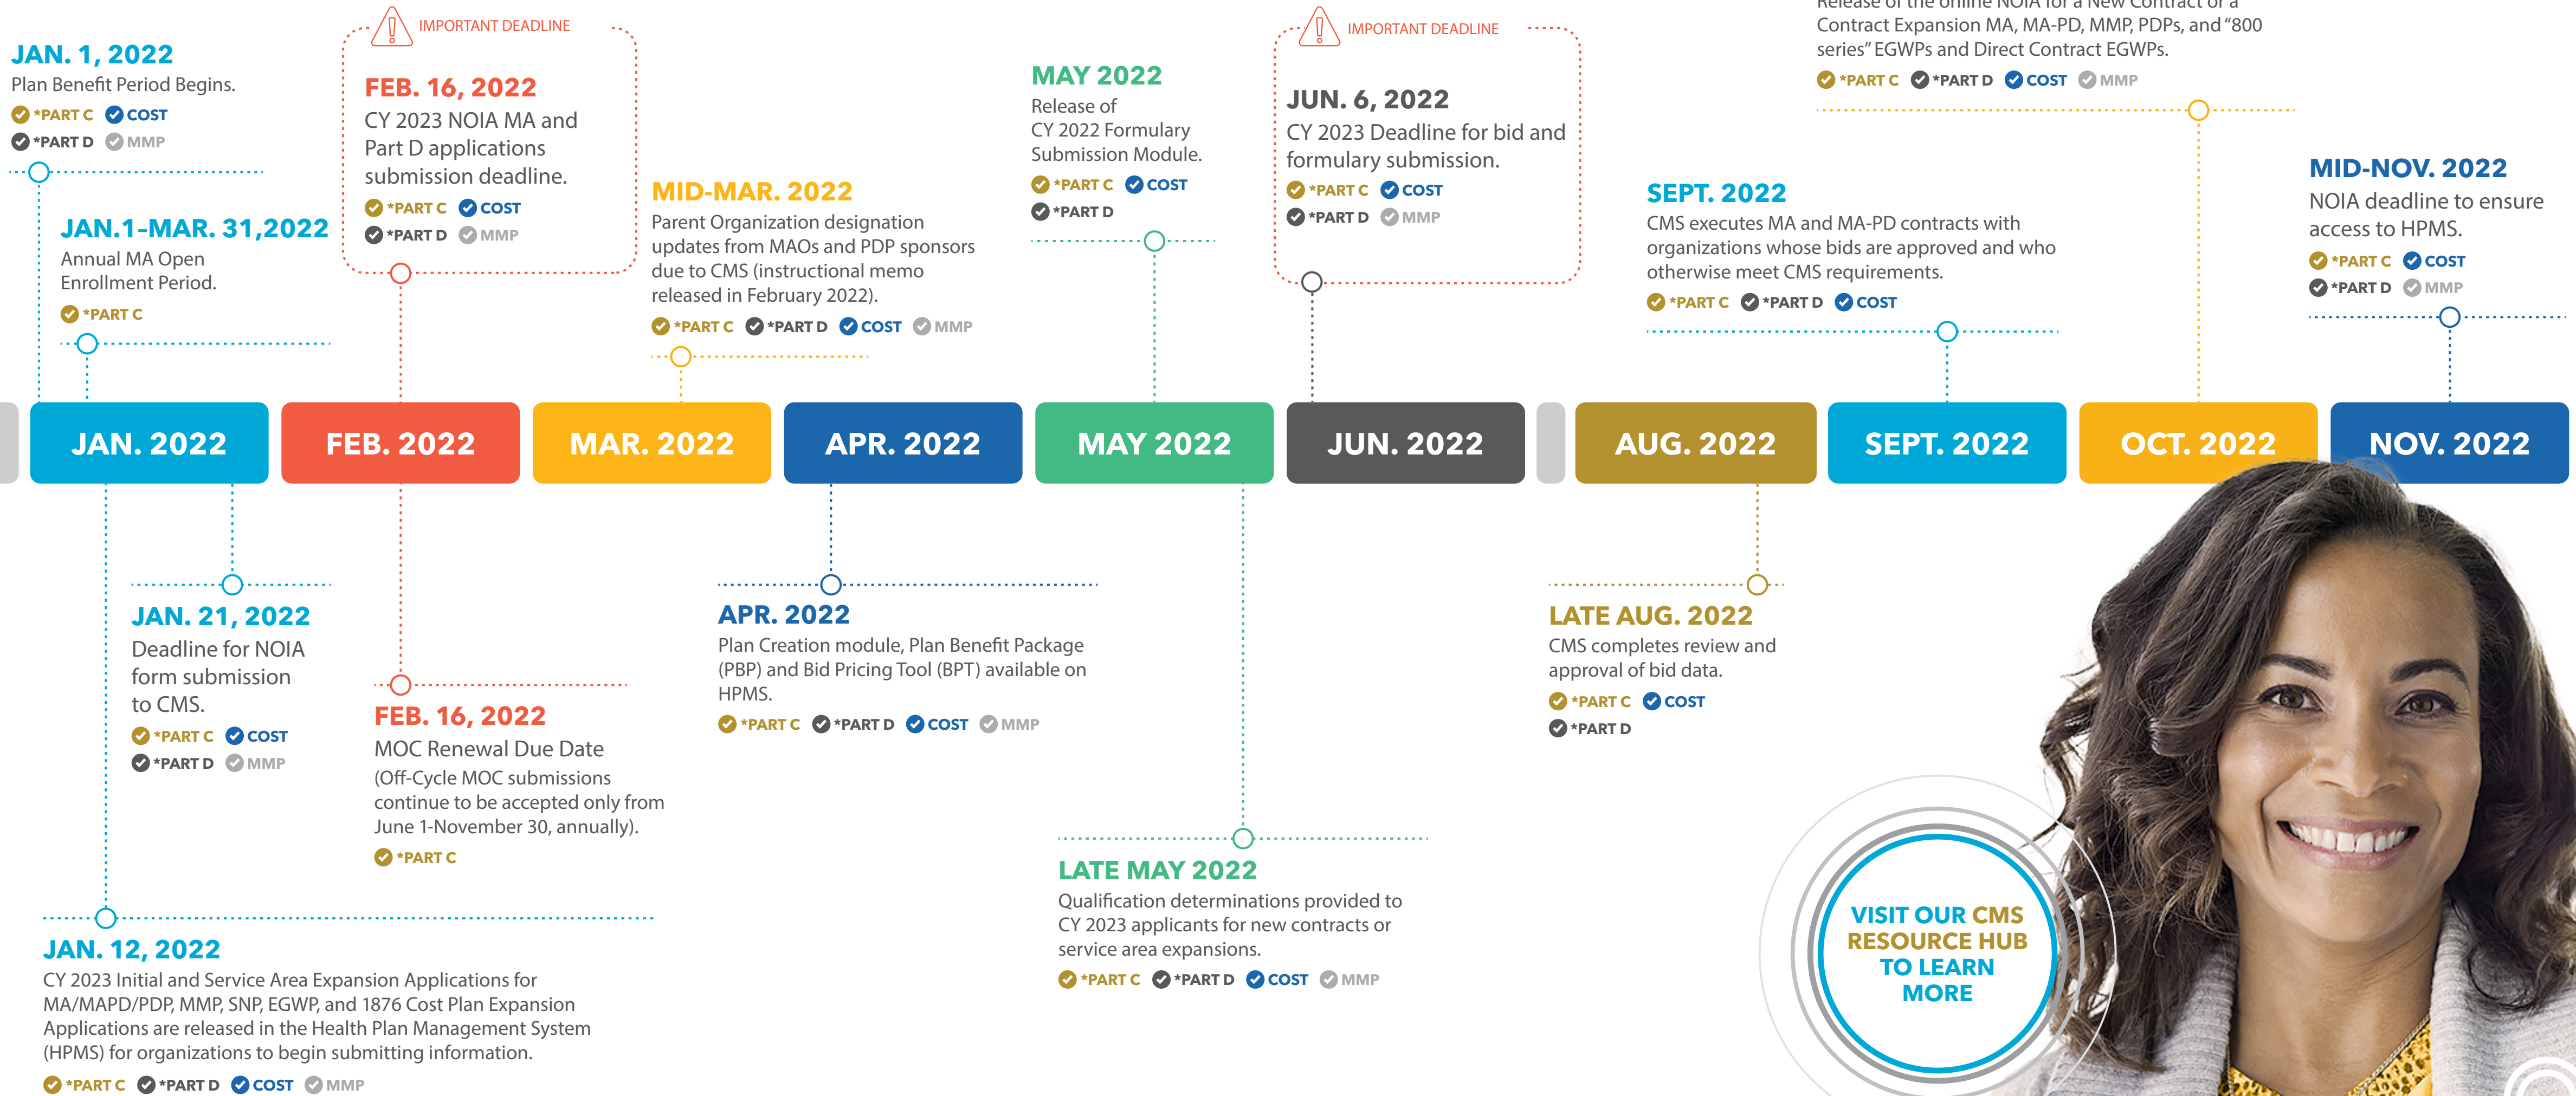 JAN. 1, 2022
Plan Benefit Period Begins.
*PART C COST
*PART D MMP
JAN.1–MAR. 31,2022
Annual MA Open
Enrollment Period.
*PART C
IMPORTANT DEADLINE
FEB. 16, 2022
CY 2023 NOIA MA and
Part D applications
submission deadline.
*PART C COST
*PART D MMP
MID-MAR. 2022
Parent Organization designation
updates from MAOs and PDP sponsors
due to CMS (instructional memo
released in February 2022).
*PART C *PART D COST MMP
MAY 2022
Release of
CY 2022 Formulary
Submission Module.
*PART C COST
*PART D
IMPORTANT DEADLINE
JUN. 6, 2022
CY 2023 Deadline for bid and
formulary submission.
*PART C COST
*PART D MMP
SEPT. 2022
CMS executes MA and MA-PD contracts with
organizations whose bids are approved and who
otherwise meet CMS requirements.
*PART C *PART D COST
Release of the online NOIA for a New Contract or a
Contract Expansion MA, MA-PD, MMP, PDPs, and “800
series” EGWPs and Direct Contract EGWPs.
*PART C *PART D COST MMP
MID-NOV. 2022
NOIA deadline to ensure
access to HPMS.
*PART C COST
*PART D MMP
JAN. 2022
FEB. 2022
MAR. 2022
APR. 2022
MAY 2022
JUN. 2022
AUG. 2022
SEPT. 2022
OCT. 2022
NOV. 2022
JAN. 21, 2022
Deadline for NOIA
form submission
to CMS.
*PART C COST
*PART D MMP
FEB. 16, 2022
MOC Renewal Due Date
(Off-Cycle MOC submissions
continue to be accepted only from
June 1-November 30, annually).
*PART C
JAN. 12, 2022
CY 2023 Initial and Service Area Expansion Applications for
MA/MAPD/PDP, MMP, SNP, EGWP, and 1876 Cost Plan Expansion
Applications are released in the Health Plan Management System
(HPMS) for organizations to begin submitting information.
*PART C *PART D COST MMP
APR. 2022
Plan Creation module, Plan Benefit Package
(PBP) and Bid Pricing Tool (BPT) available on
HPMS.
*PART C *PART D COST MMP
LATE MAY 2022
Qualification determinations provided to
CY 2023 applicants for new contracts or
service area expansions.
*PART C *PART D COST MMP
LATE AUG. 2022
CMS completes review and
approval of bid data.
*PART C COST
*PART D
VISIT OUR CMS
RESOURCE HUB
TO LEARN
MORE